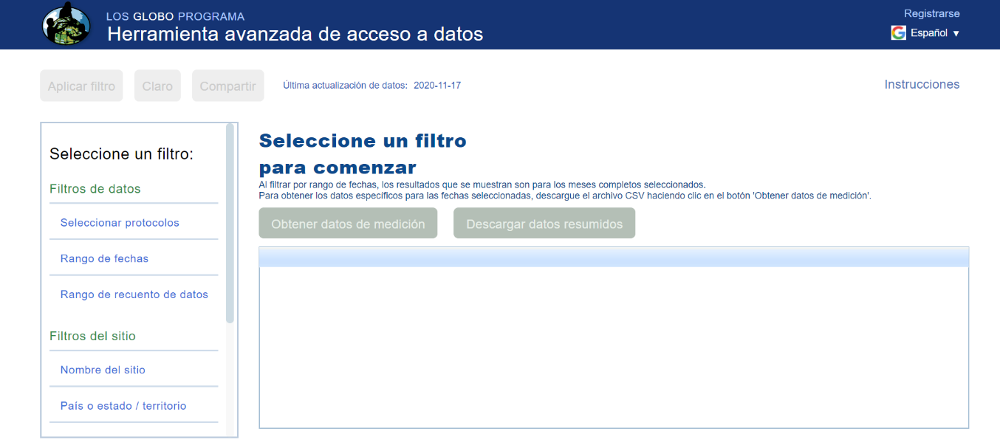 LOS GLOBO PROGRAMA
Herramienta avanzada de acceso a datos
Registrarse
Español ▼
Aplicar filtro
Claro
Compartir
Última actualización de datos: 2020-11-17
Instrucciones
Seleccione un filtro:
Filtros de datos
Seleccionar protocolos
Rango de fechas
Rango de recuento de datos
Filtros del sitio
Nombre del sitio
País o estado / territorio
Seleccione un filtro
para comenzar
Al filtrar por rango de fechas, los resultados que se muestran son para los meses completos seleccionados.
Para obtener los datos específicos para las fechas seleccionadas, descargue el archivo CSV haciendo clic en el botón 'Obtener datos de medición'.
Obtener datos de medición
Descargar datos resumidos